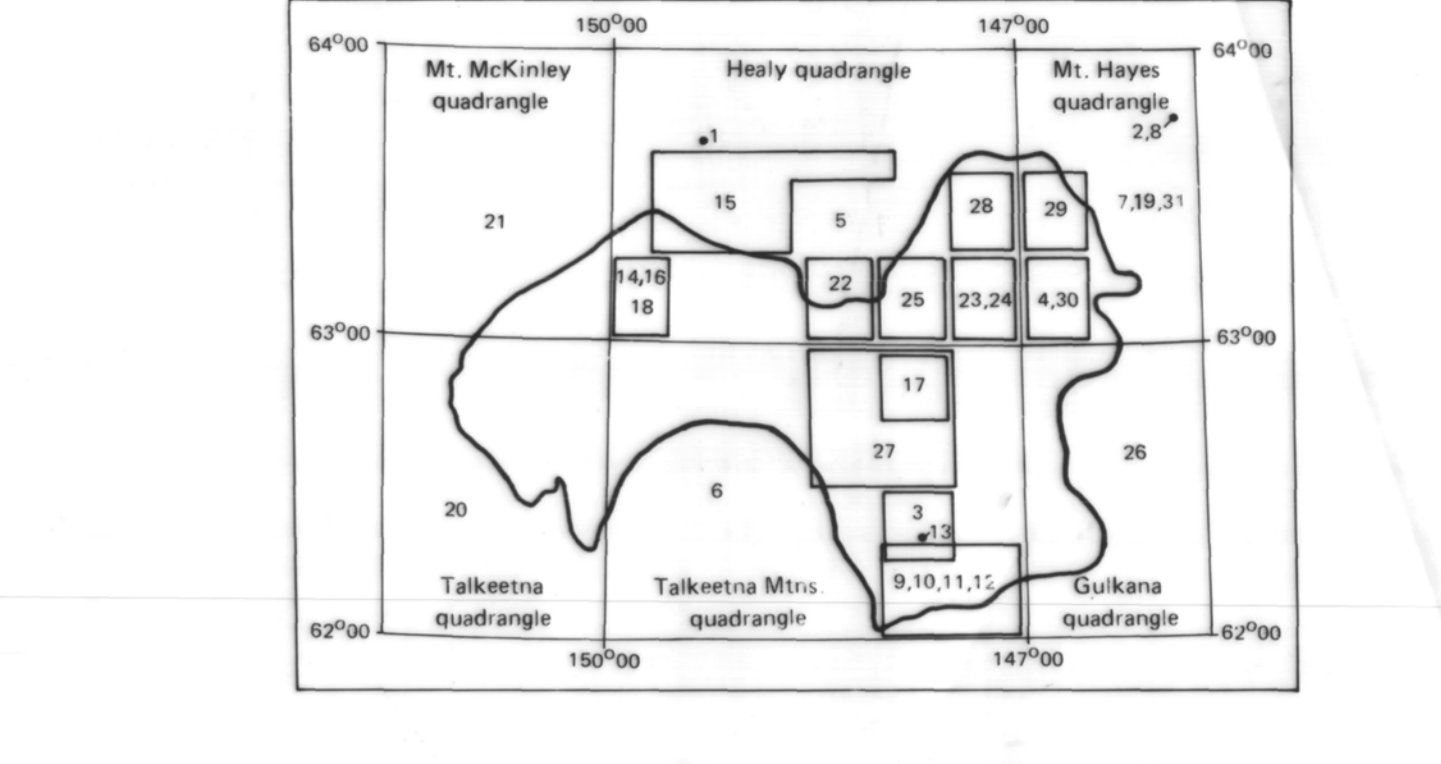 150°00 147°00
64°00 64°00
Mt. McKinley Healy quadrangle Mt. Hayes
quadrangle quadrangle
1 2,8
15 28 29 7,19,31
21 5
14,16 22
18 25 23,24 4,30
63°00 63°00
17
27 26
6
20 3
13
9,10,11,12
Talkeetna Talkeetna Mtns. Gulkana
quadrangle quadrangle quadrangle
62°00 62°00
150°00 147°00